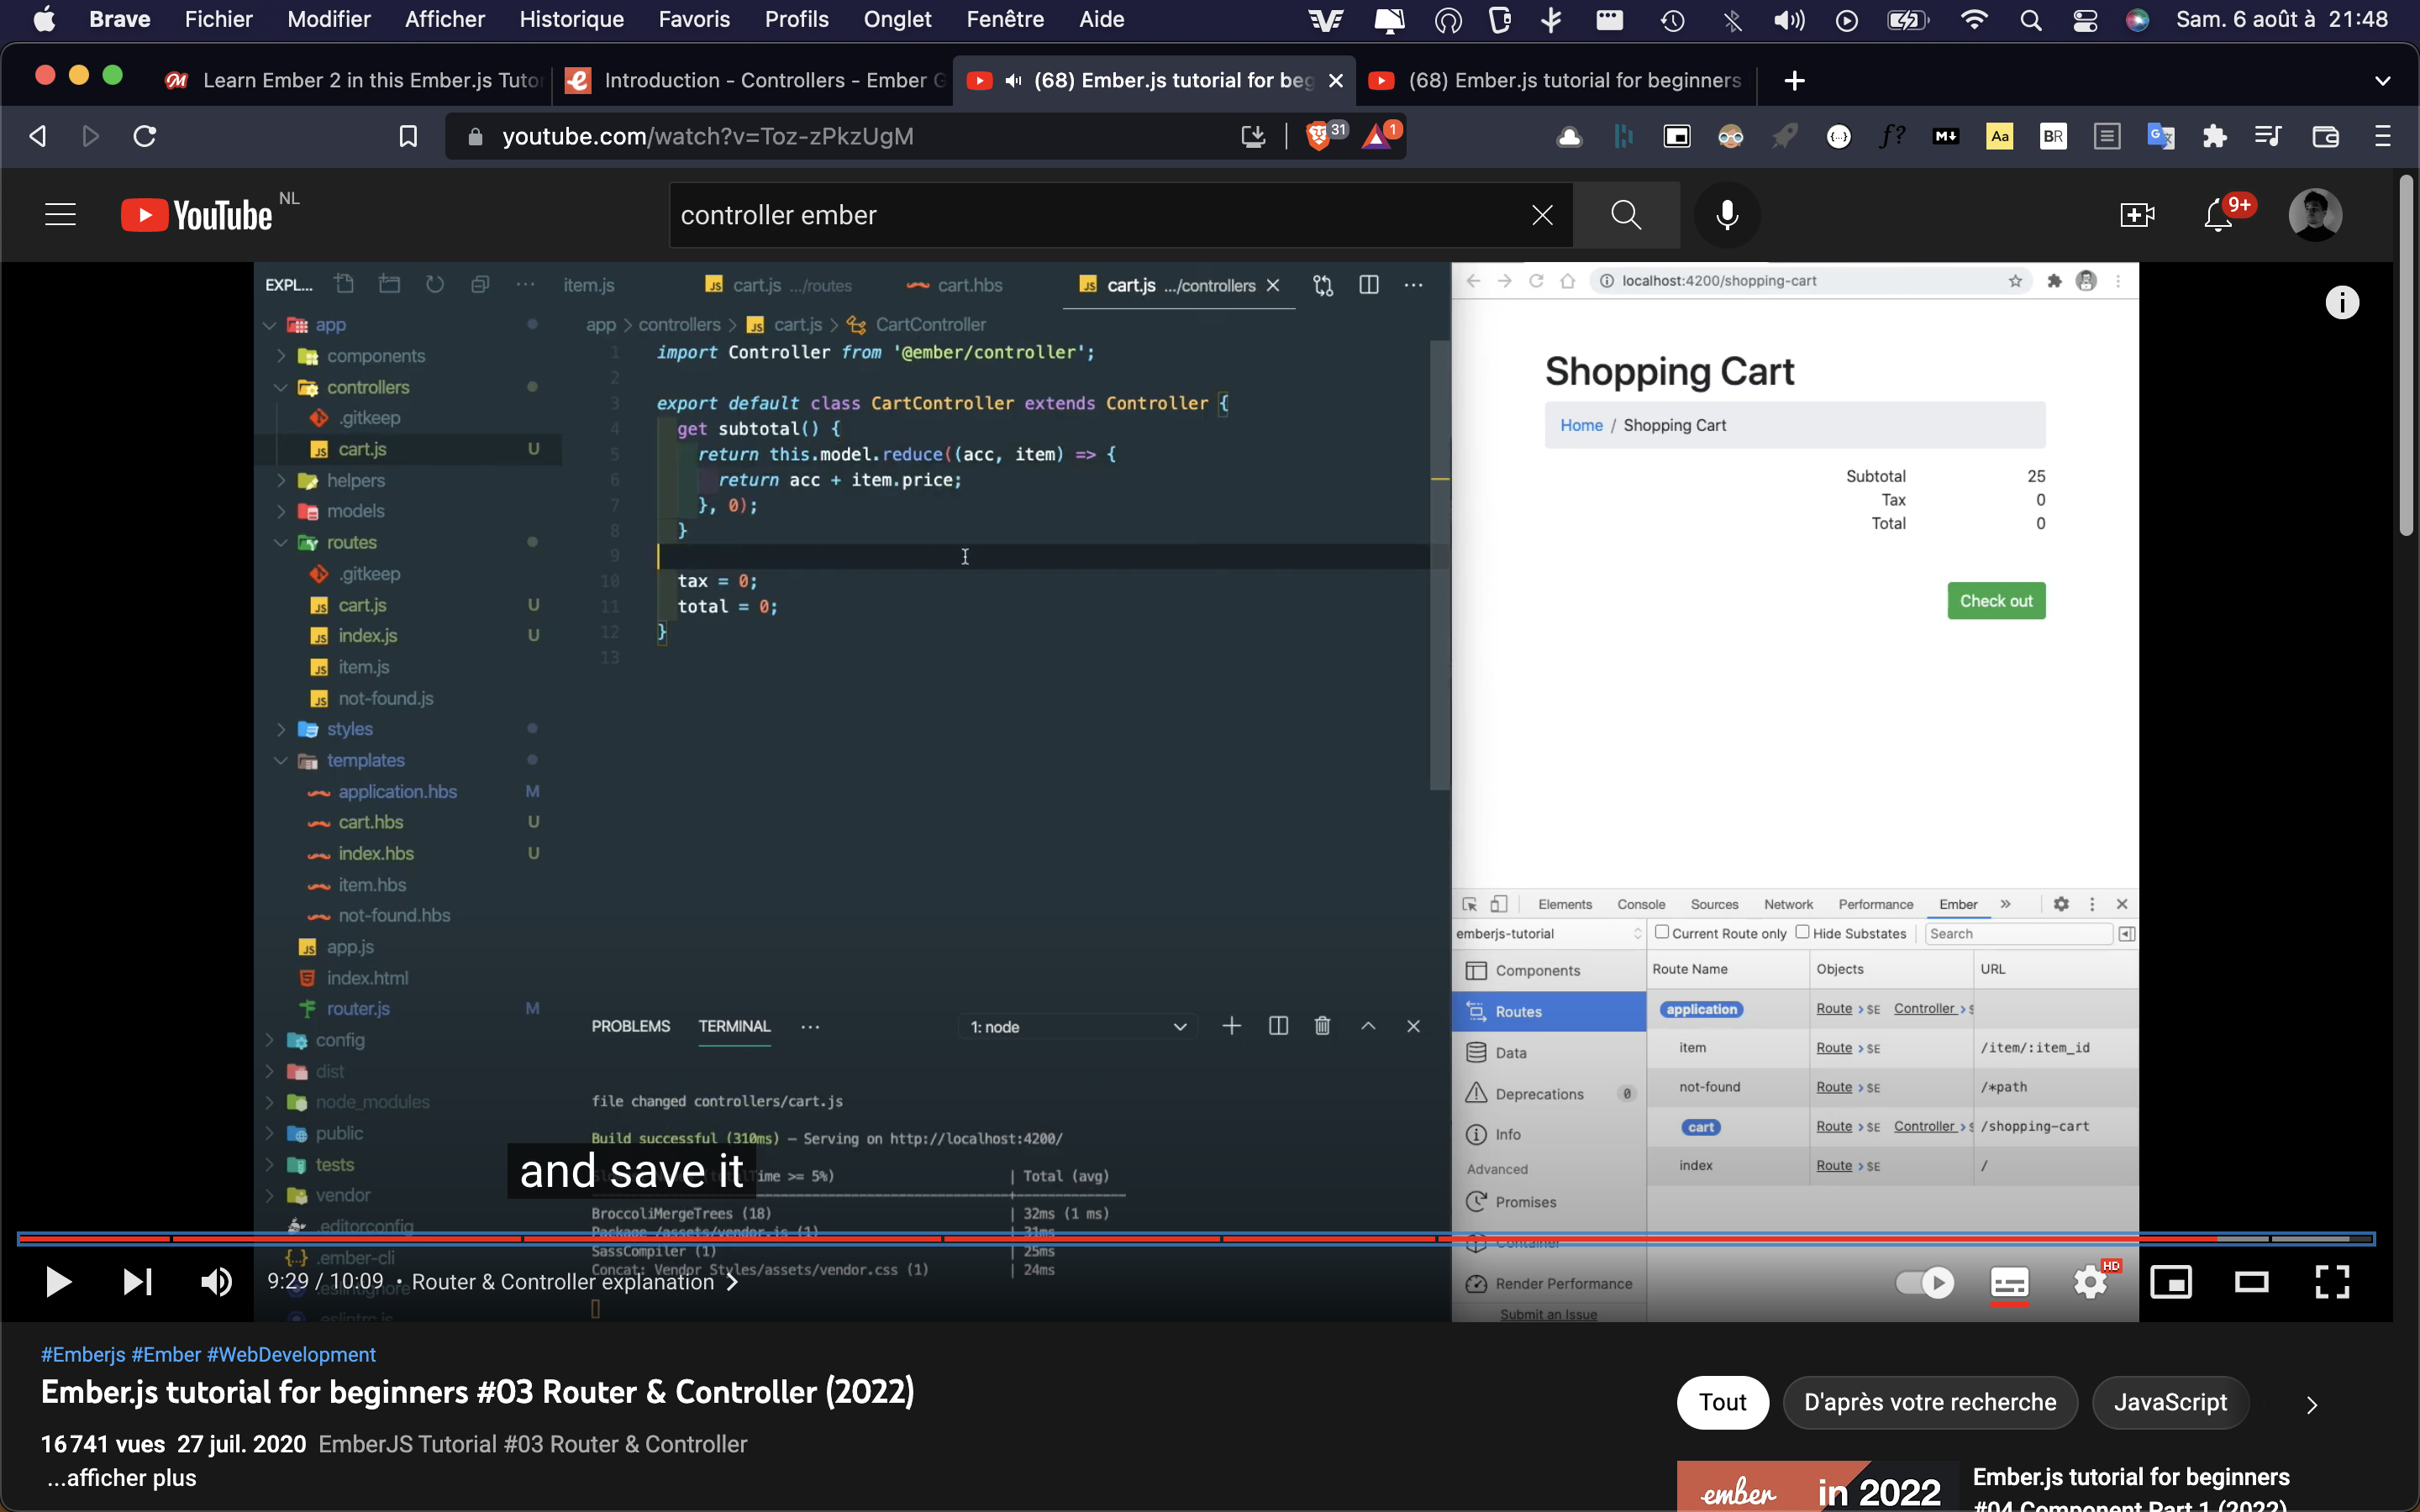 Brave Fichier Modifier Afficher Historique Favoris Profils Onglet Fenêtre Aide Sam. 6 août à 21:48
Learn Ember 2 in this Ember.js Tuto Introduction - Controllers - Ember (68) Ember.js tutorial for beg (68) Ember.js tutorial for beginners
youtube.com/watch?v=Toz-zPkzUgM 31 1 M Aa BR
YouTube NL controller ember 9+
EXPL... item.js cart.js .../routes cart.hbs cart.js .../controllers
app > controllers > cart.js > CartController
app
components
controllers
.gitkeep
cart.js U
helpers
models
routes
.gitkeep
cart.js U
index.js U
item.js
not-found.js
styles
templates
application.hbs M
cart.hbs U
index.hbs U
item.hbs
not-found.hbs
app.js
index.html
router.js M
config
dist
node_modules
public
tests
vendor
.editorconfig
.ember-cli
.eslintignore
.eslintrc.js
1 import Controller from '@ember/controller';
2
3 export default class CartController extends Controller {
4 get subtotal() {
5 return this.model.reduce((acc, item) => {
6 return acc + item.price;
7 }, 0);
8 }
9
10 tax = 0;
11 total = 0;
12 }
13
PROBLEMS TERMINAL ... 1: node
file changed controllers/cart.js
Build successful (310ms) – Serving on http://localhost:4200/
ime >= 5%) | Total (avg)
and save it
BroccoliMergeTrees (18) | 32ms (1 ms)
Package /assets/vendor.js (1) | 31ms
SassCompiler (1) | 25ms
Concat: Vendor Styles/assets/vendor.css (1) | 24ms
localhost:4200/shopping-cart
Shopping Cart
Home / Shopping Cart
Subtotal 25
Tax 0
Total 0
Check out
Elements Console Sources Network Performance Ember »
emberjs-tutorial Current Route only Hide Substates Search
Components
Routes
Data
Deprecations 0
Info
Advanced
Promises
Container
Render Performance
Submit an Issue
Route Name Objects URL
application Route > $E Controller > $
item Route > $E /item/:item_id
not-found Route > $E /*path
cart Route > $E Controller > $ /shopping-cart
index Route > $E /
9:29 / 10:09 • Router & Controller explanation > HD
#Emberjs #Ember #WebDevelopment
Ember.js tutorial for beginners #03 Router & Controller (2022)
16 741 vues 27 juil. 2020 EmberJS Tutorial #03 Router & Controller
...afficher plus
Tout D'après votre recherche JavaScript
ember in 2022
Ember.js tutorial for beginners
#04 Component Part 1 (2022)